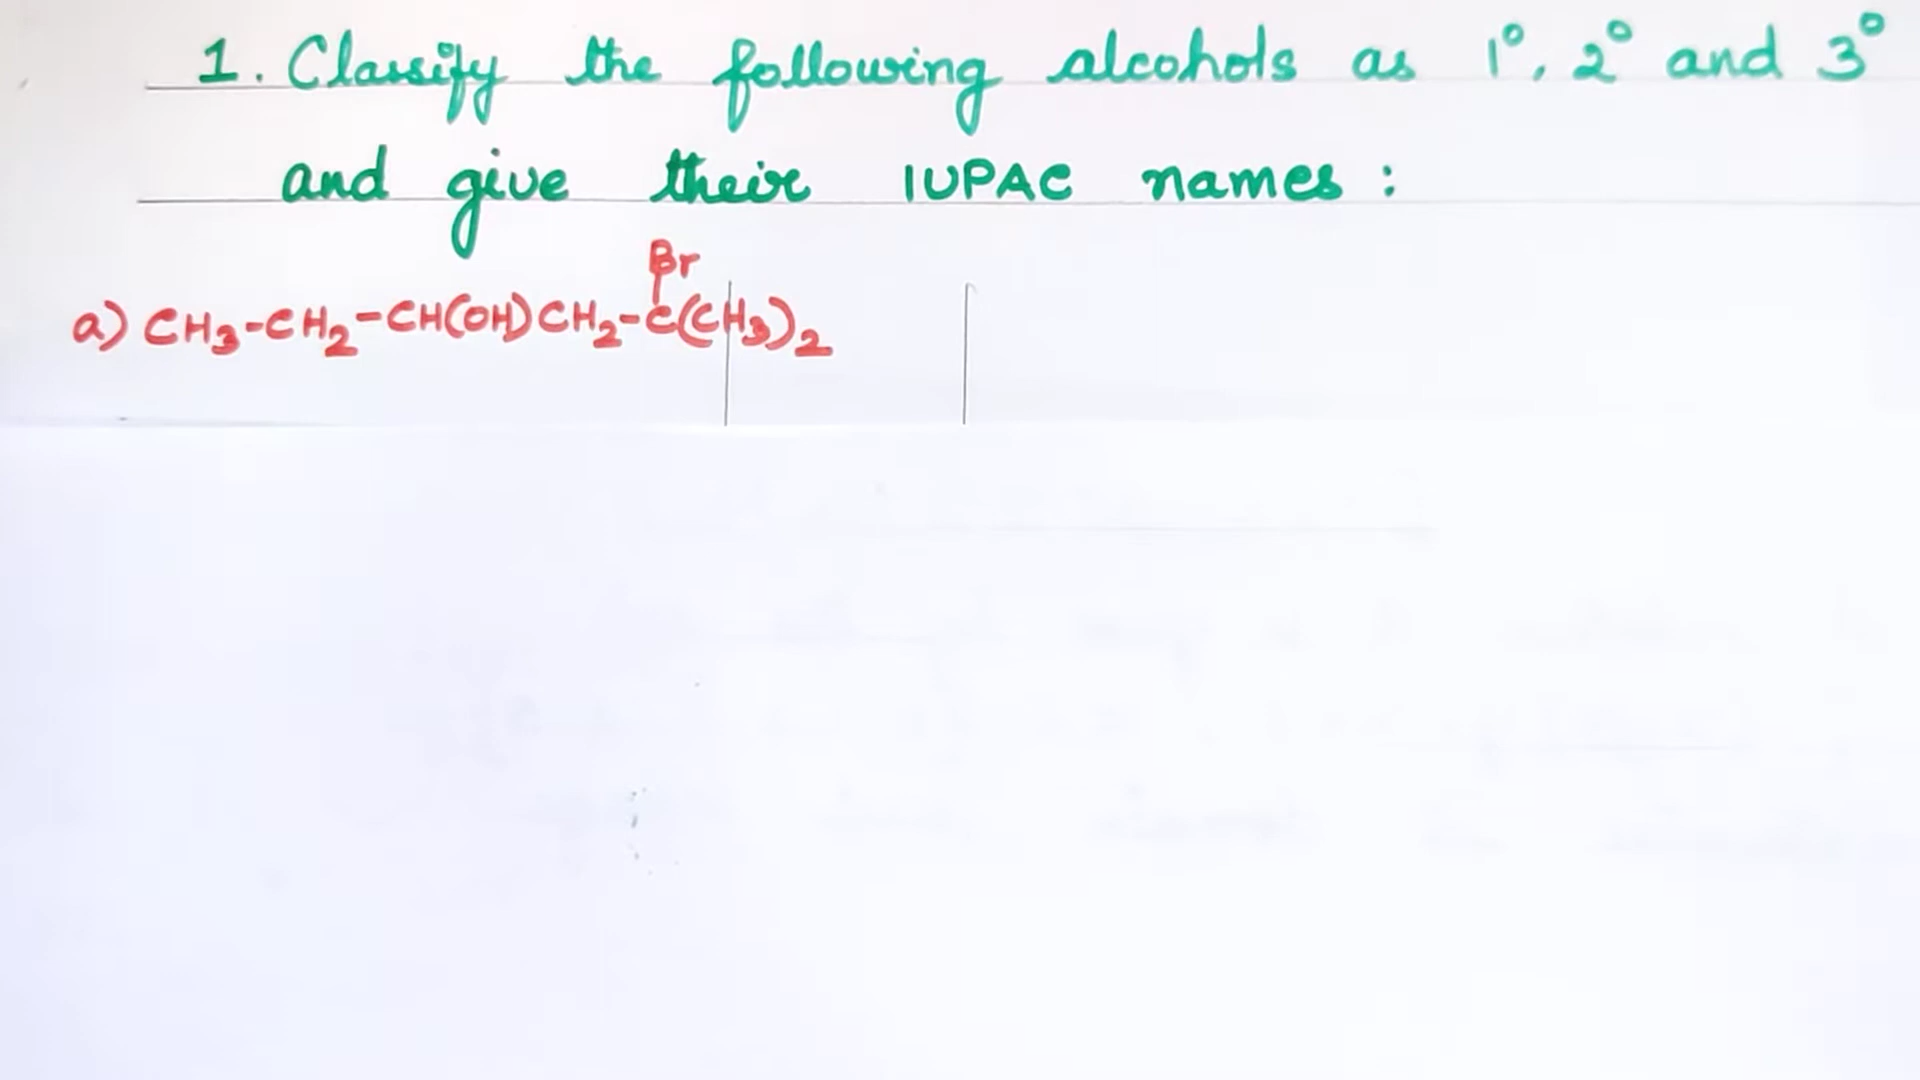 1. Classify the following alcohols as 1°, 2° and 3°
and give their IUPAC names :
Br
a) CH₃-CH₂-CH(OH)CH₂-C(CH₃)₂